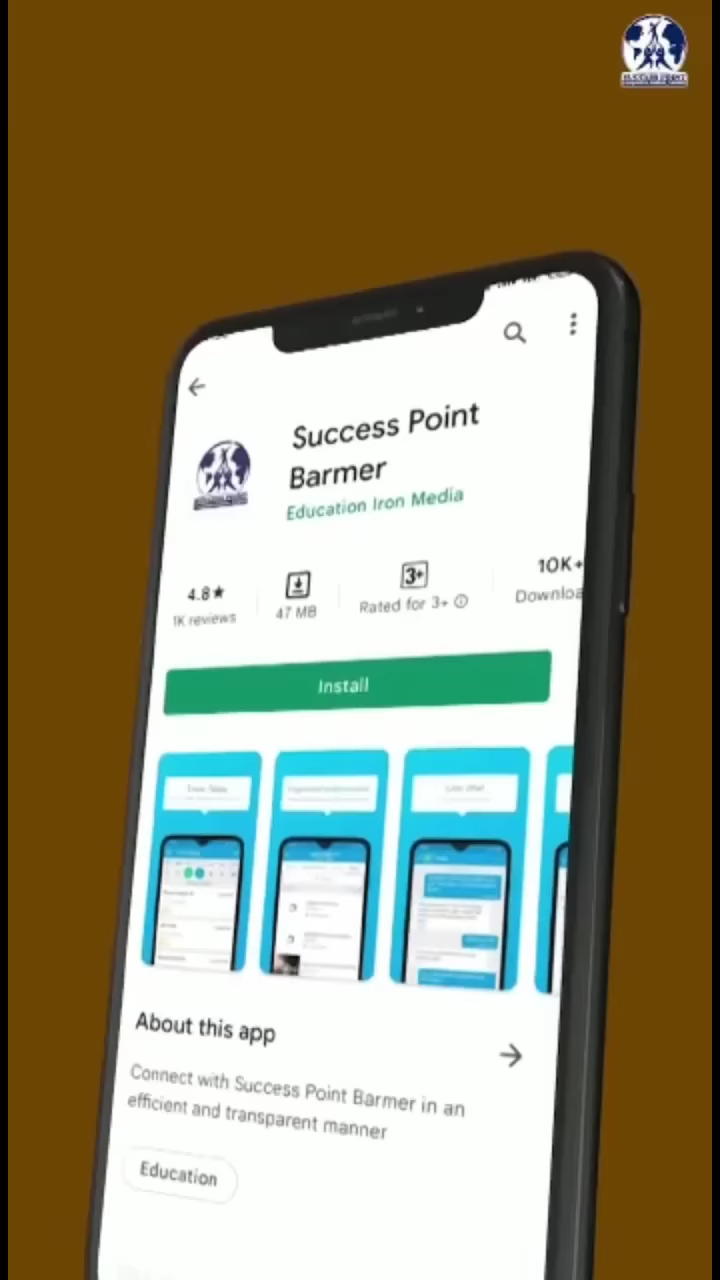 Success Point
Barmer
Education Iron Media
4.8★
1K reviews
47 MB
3+
Rated for 3+
10K+
Downloa
Install
About this app
Connect with Success Point Barmer in an
efficient and transparent manner
Education